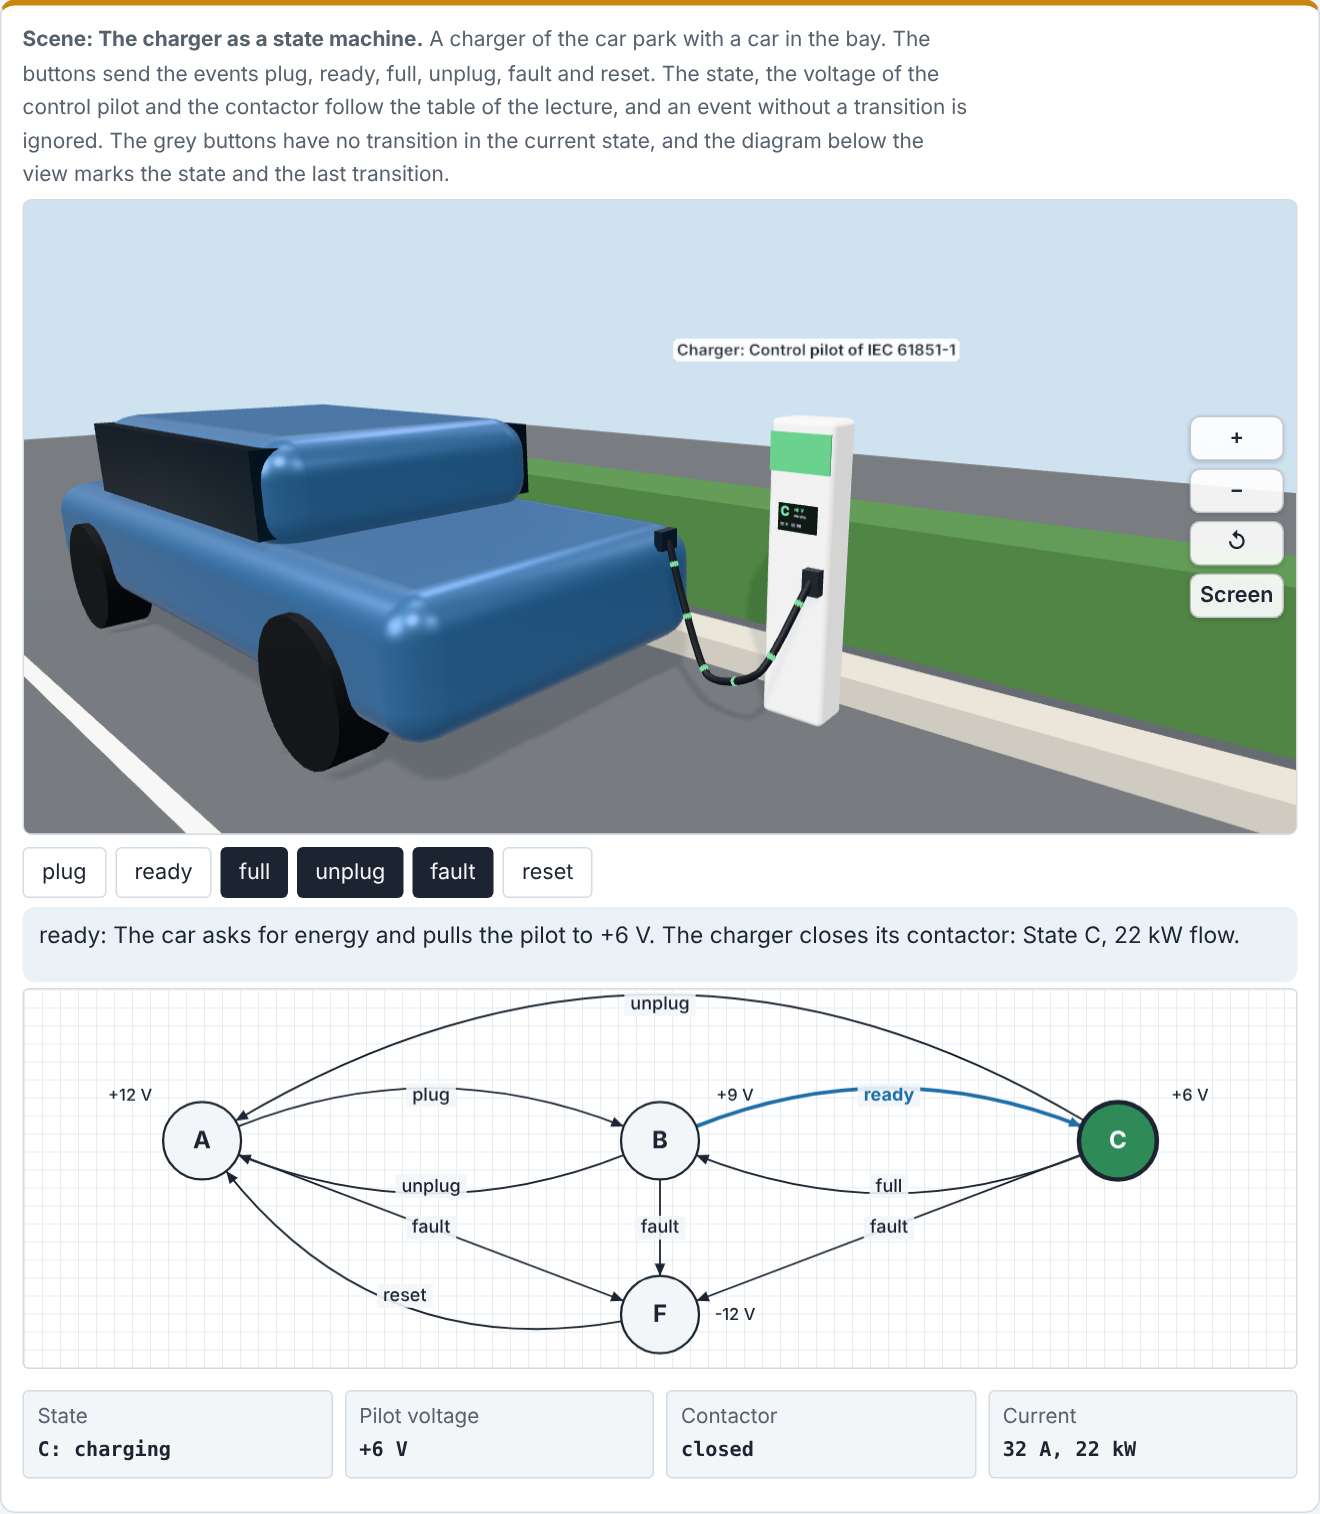 Scene: The charger as a state machine. A charger of the car park with a car in the bay. The
buttons send the events plug, ready, full, unplug, fault and reset. The state, the voltage of the
control pilot and the contactor follow the table of the lecture, and an event without a transition is
ignored. The grey buttons have no transition in the current state, and the diagram below the
view marks the state and the last transition.
Charger: Control pilot of IEC 61851-1
+
−
Screen
C
plug ready full unplug fault reset
ready: The car asks for energy and pulls the pilot to +6 V. The charger closes its contactor: State C, 22 kW flow.
unplug
+12 V plug +9 V ready +6 V
A B C
unplug full
fault fault fault
reset
F -12 V
State Pilot voltage Contactor Current
C: charging +6 V closed 32 A, 22 kW